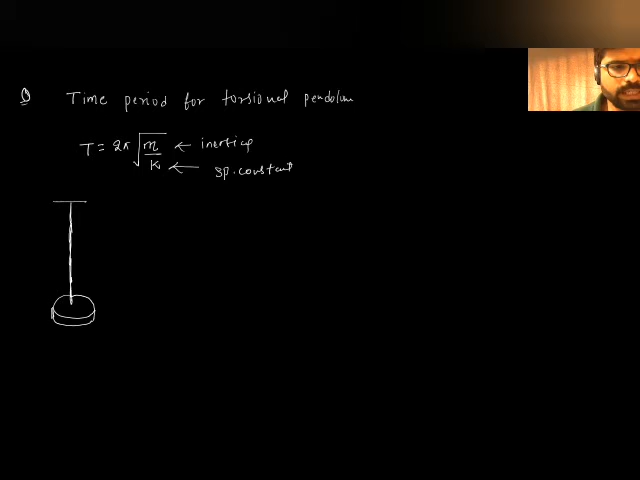 Q Time period for torsional pendulum
T = 2π √(m/k) ← inertia
← sp. constant